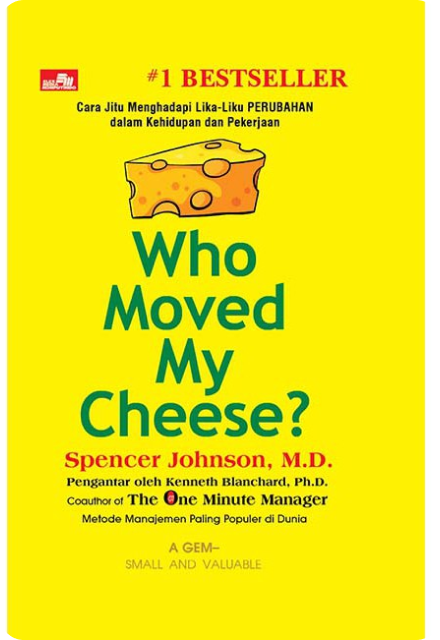 #1 BESTSELLER
Cara Jitu Menghadapi Lika-Liku PERUBAHAN
dalam Kehidupan dan Pekerjaan
Who
Moved
My
Cheese?
Spencer Johnson, M.D.
Pengantar oleh Kenneth Blanchard, Ph.D.
Coauthor of The One Minute Manager
Metode Manajemen Paling Populer di Dunia
A GEM–
SMALL AND VALUABLE